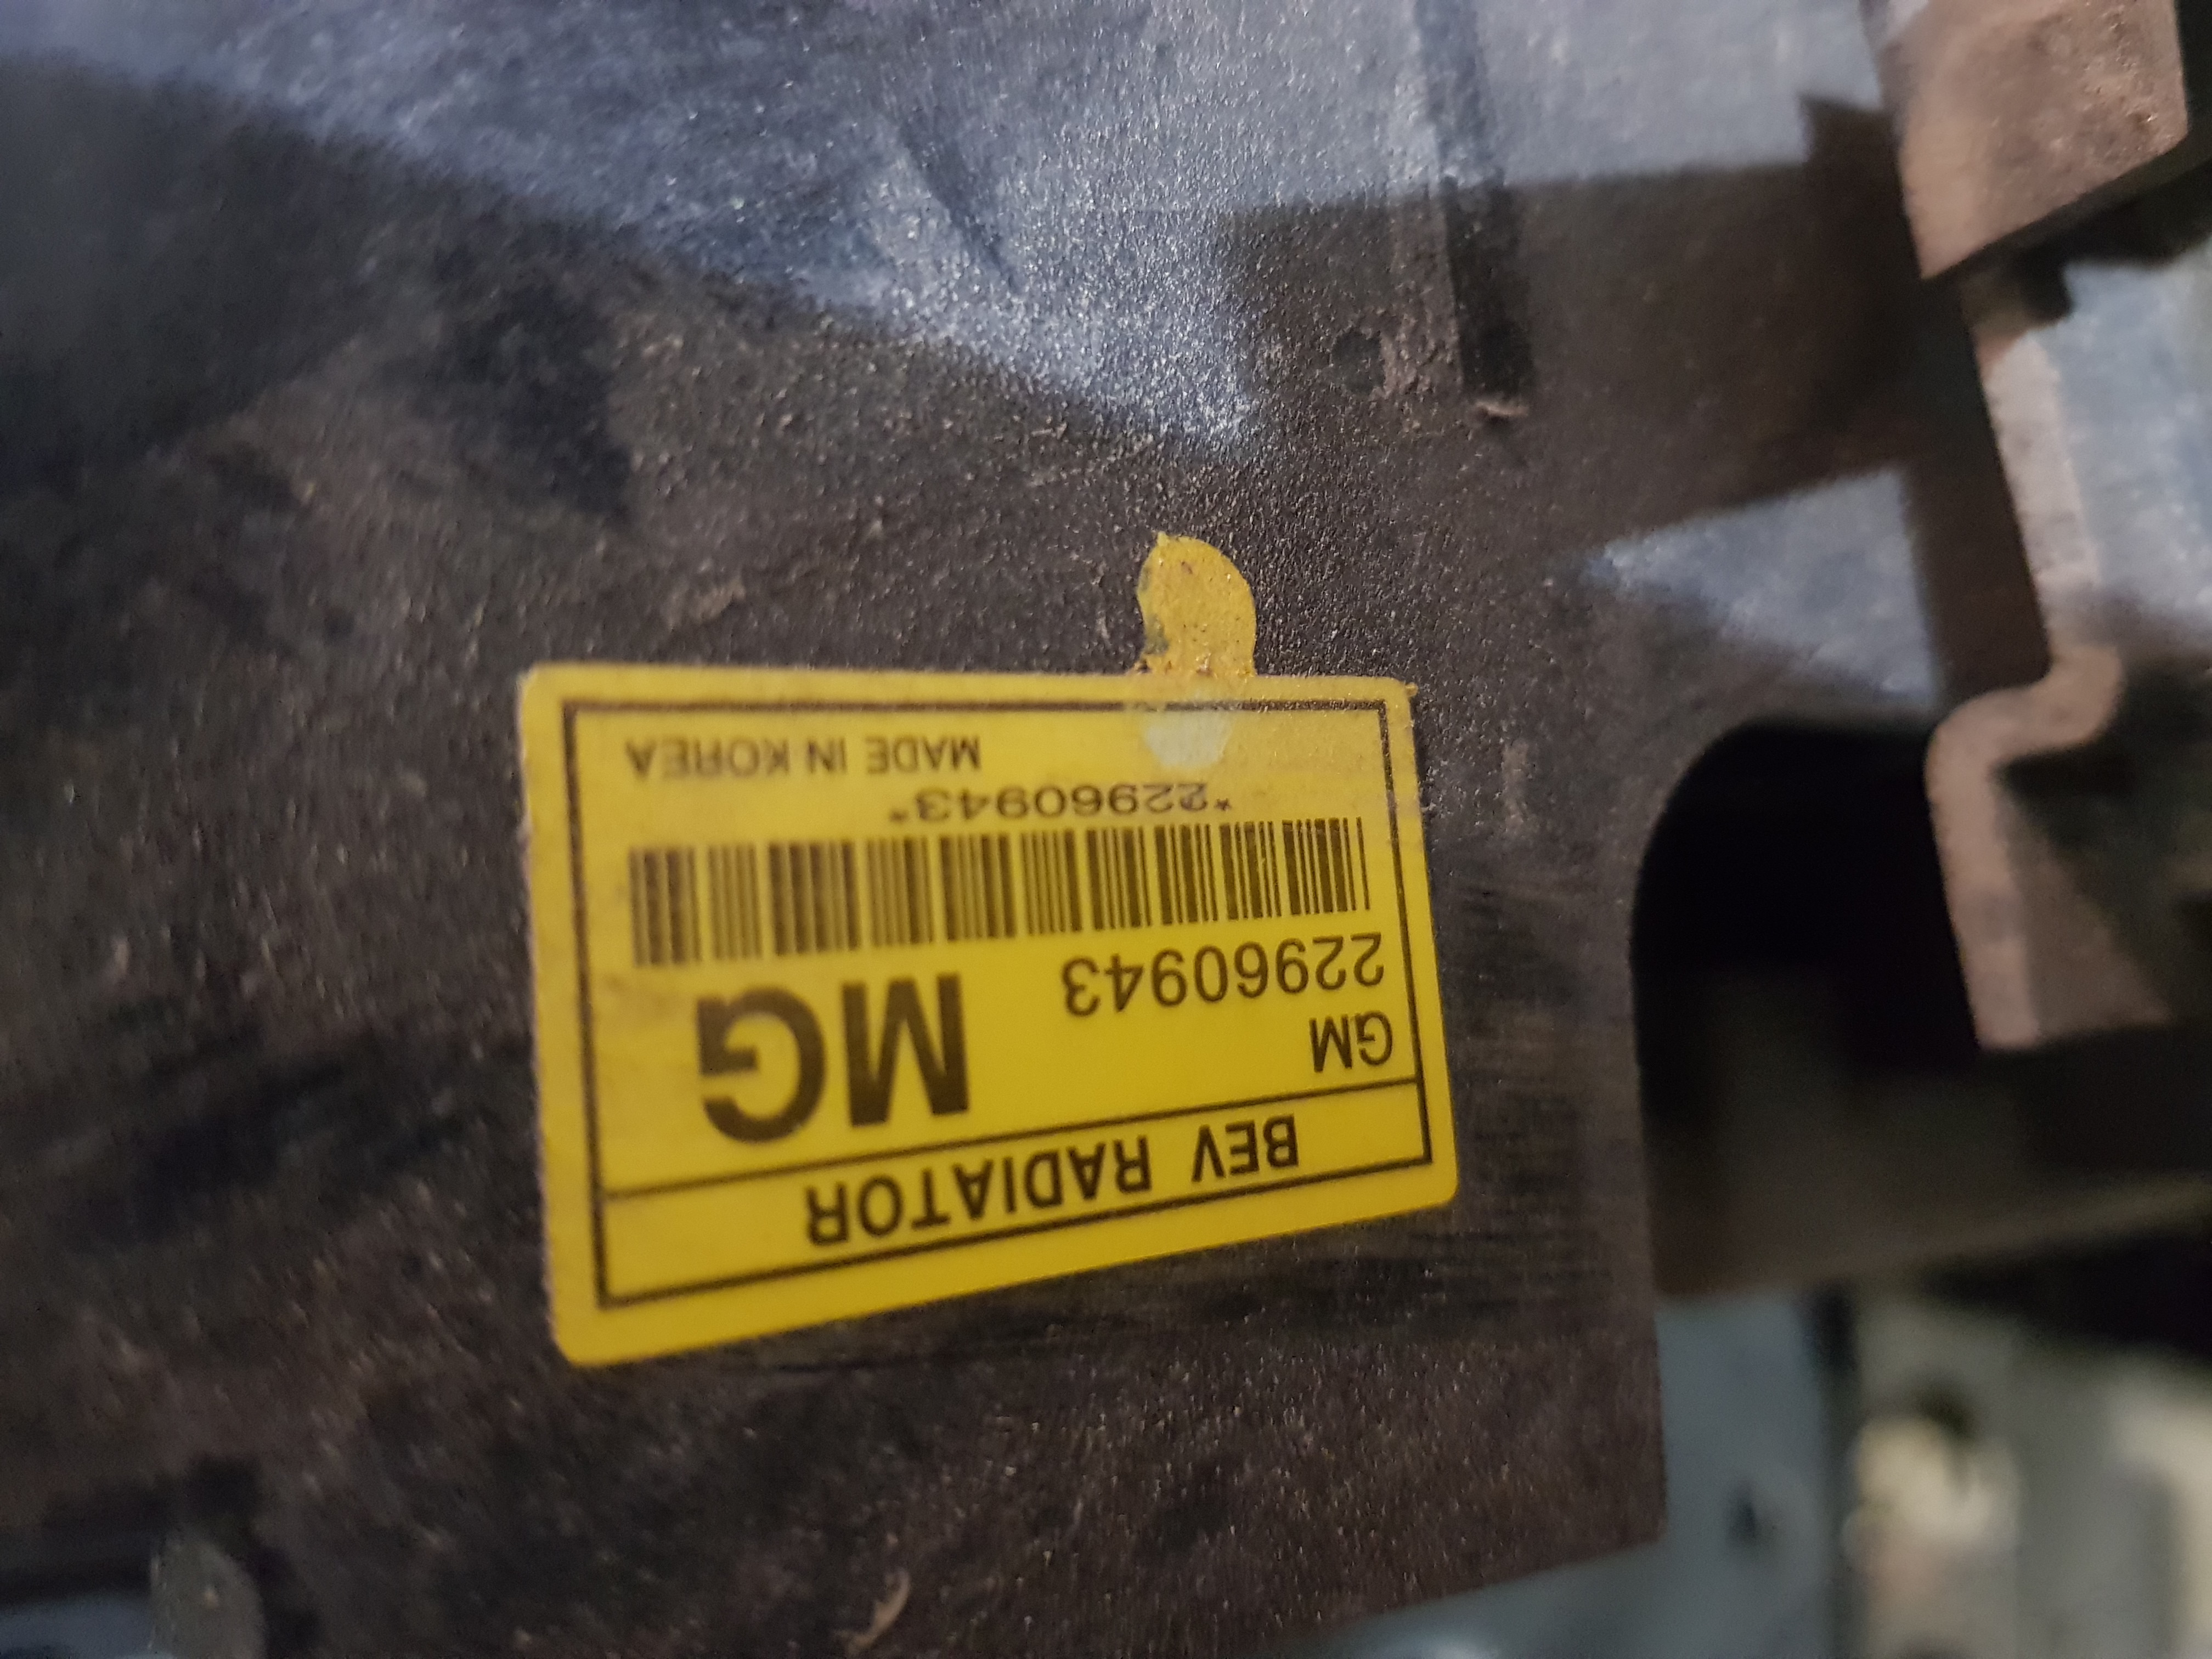 BEV RADIATOR
GM
22960943
MG
*22960943*
MADE IN KOREA